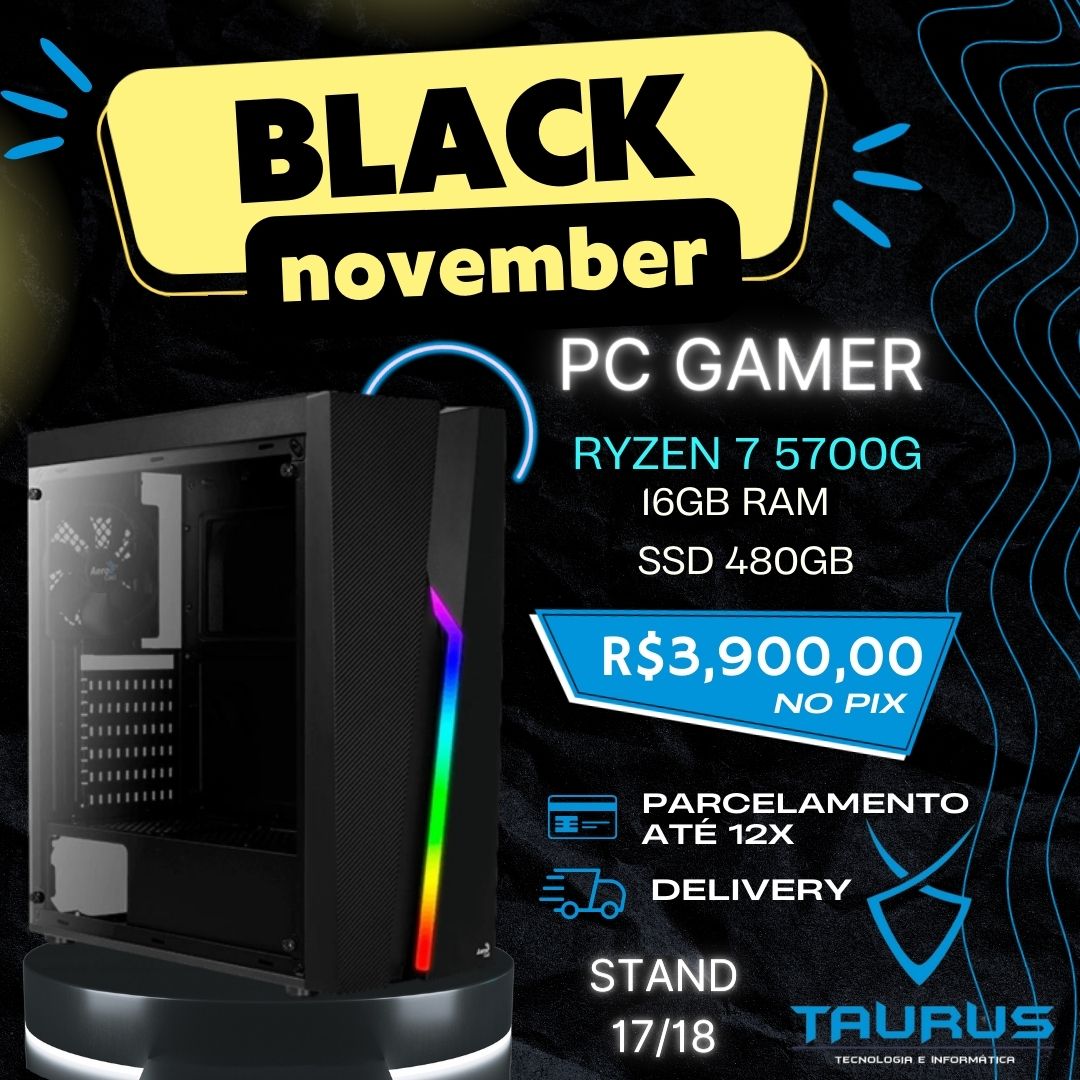 BLACK
november
PC GAMER
RYZEN 7 5700G
16GB RAM
SSD 480GB
R$3,900,00
NO PIX
PARCELAMENTO
ATÉ 12X
DELIVERY
STAND
17/18
TAURUS
TECNOLOGIA E INFORMÁTICA